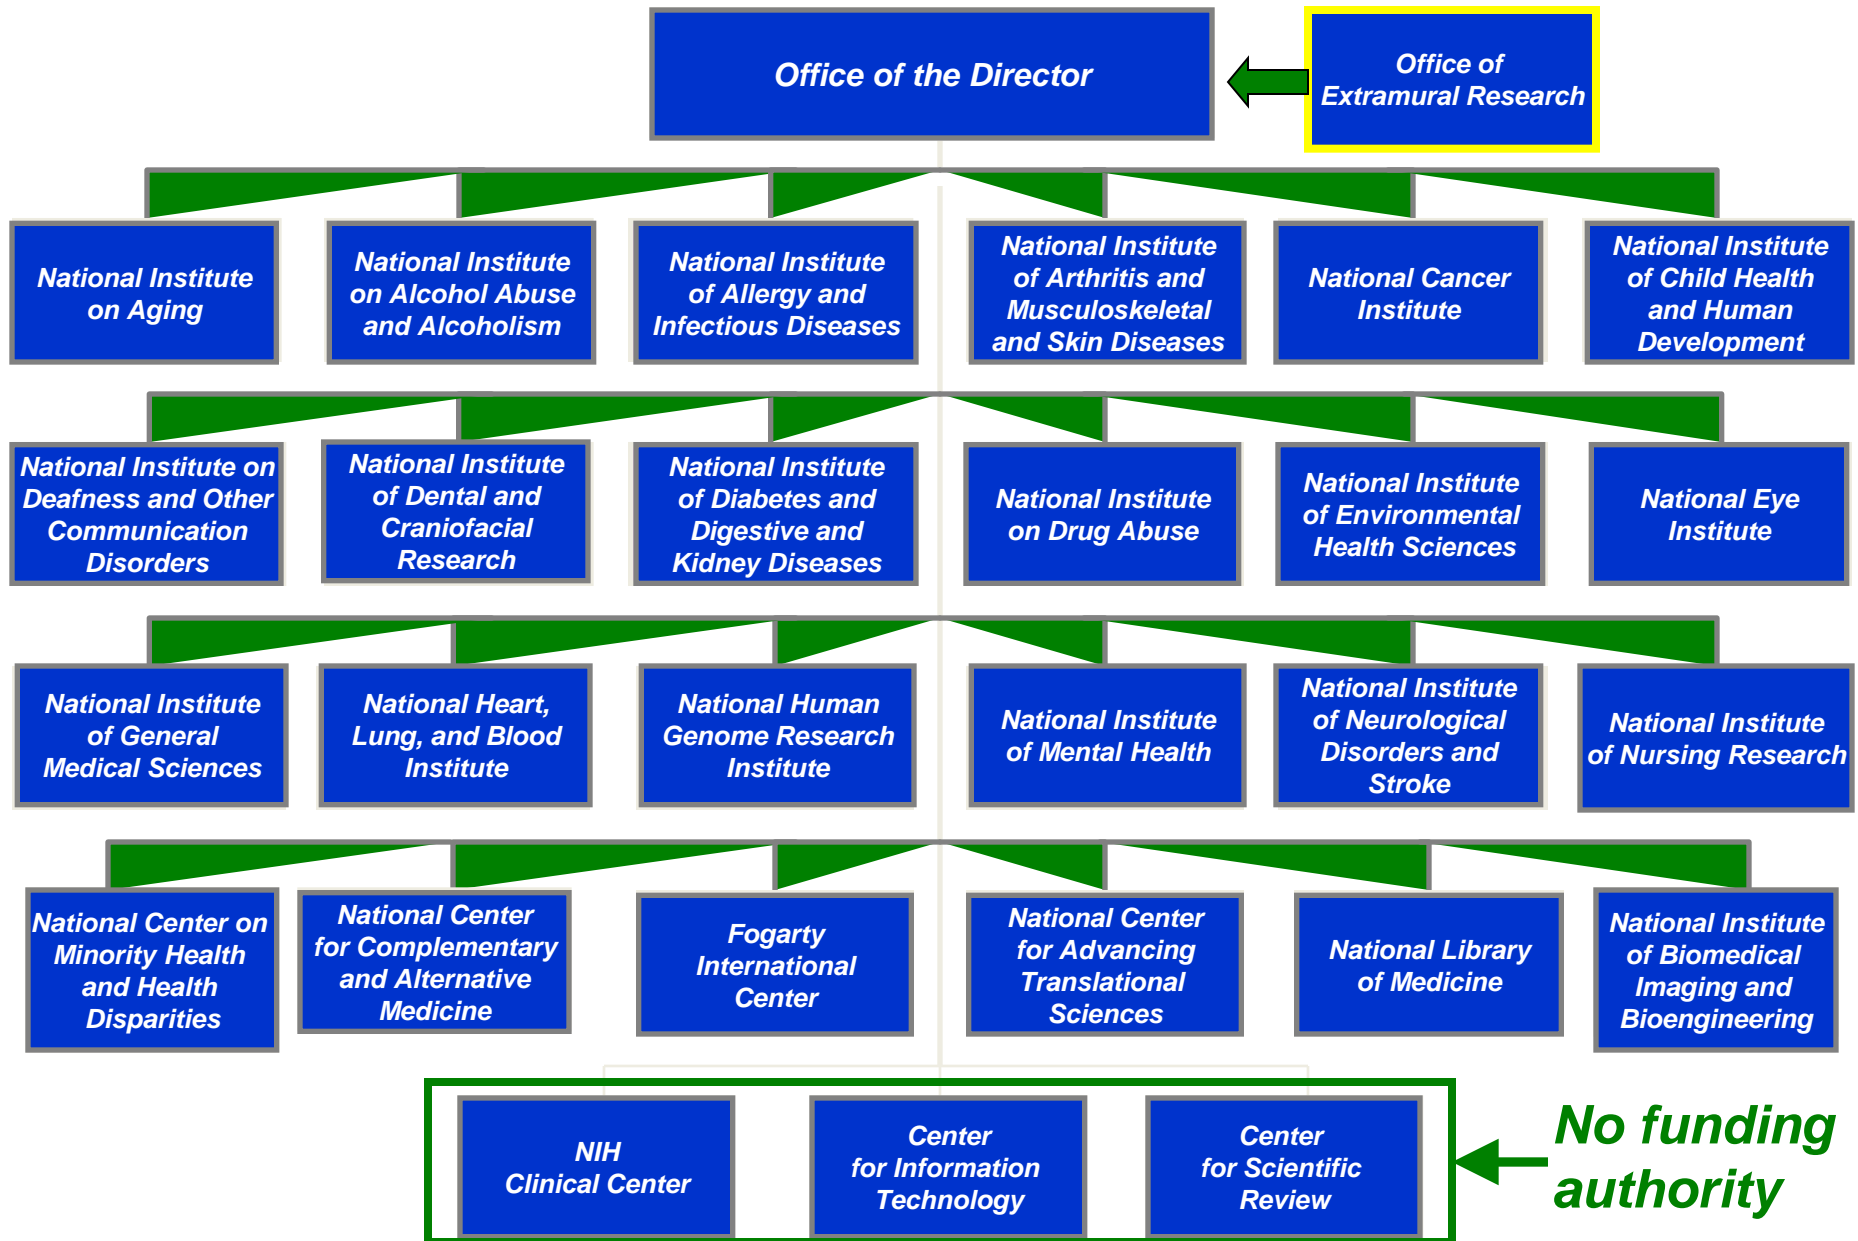 Office of the Director
Office of
Extramural Research
National Institute
on Aging
National Institute
on Alcohol Abuse
and Alcoholism
National Institute
of Allergy and
Infectious Diseases
National Institute
of Arthritis and
Musculoskeletal
and Skin Diseases
National Cancer
Institute
National Institute
of Child Health
and Human
Development
National Institute on
Deafness and Other
Communication
Disorders
National Institute
of Dental and
Craniofacial
Research
National Institute
of Diabetes and
Digestive and
Kidney Diseases
National Institute
on Drug Abuse
National Institute
of Environmental
Health Sciences
National Eye
Institute
National Institute
of General
Medical Sciences
National Heart,
Lung, and Blood
Institute
National Human
Genome Research
Institute
National Institute
of Mental Health
National Institute
of Neurological
Disorders and
Stroke
National Institute
of Nursing Research
National Center on
Minority Health
and Health
Disparities
National Center
for Complementary
and Alternative
Medicine
Fogarty
International
Center
National Center
for Advancing
Translational
Sciences
National Library
of Medicine
National Institute
of Biomedical
Imaging and
Bioengineering
NIH
Clinical Center
Center
for Information
Technology
Center
for Scientific
Review
No funding
authority